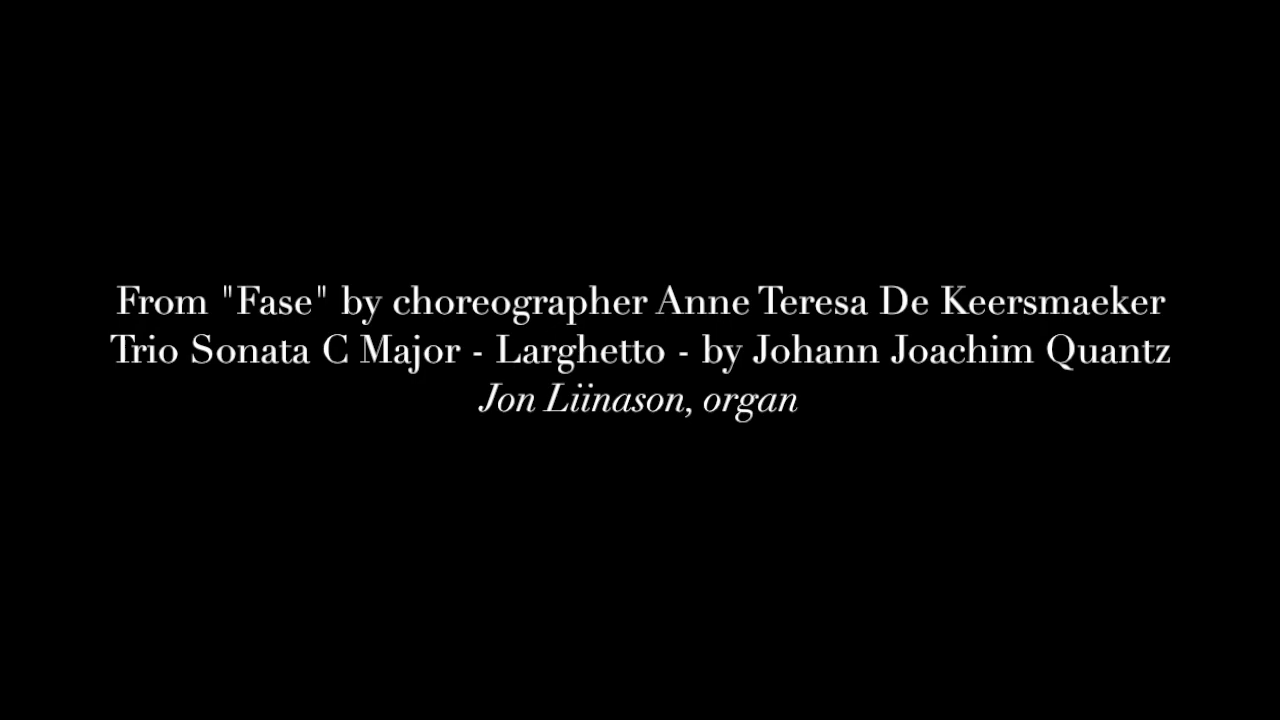 From "Fase" by choreographer Anne Teresa De Keersmaeker
Trio Sonata C Major - Larghetto - by Johann Joachim Quantz
Jon Liinason, organ